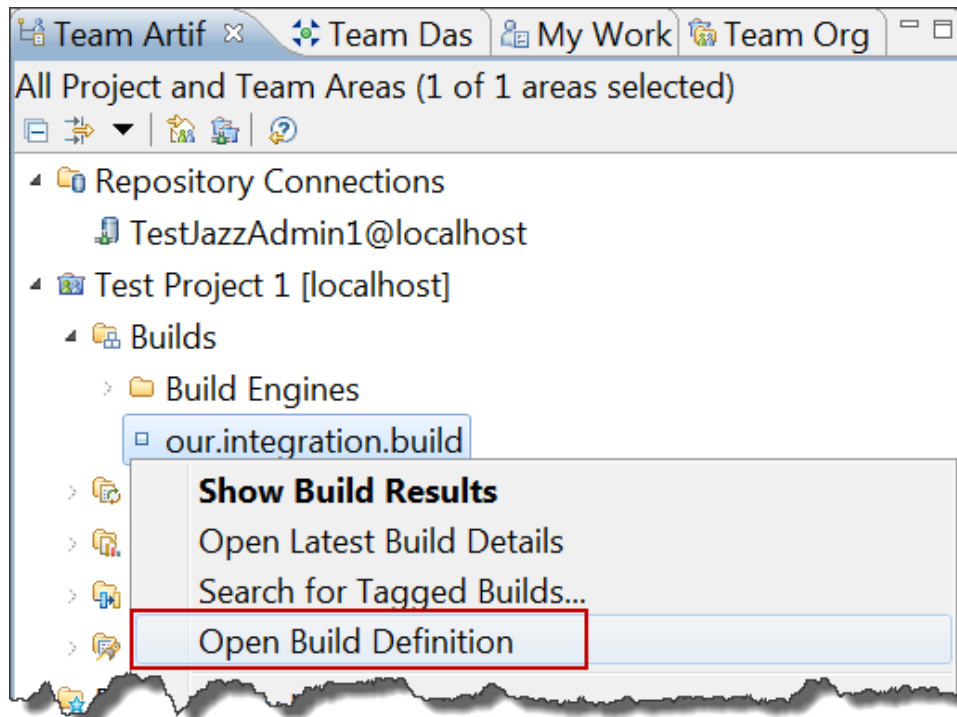 Team Artif Team Das My Work Team Org
All Project and Team Areas (1 of 1 areas selected)
Repository Connections
TestJazzAdmin1@localhost
Test Project 1 [localhost]
Builds
Build Engines
our.integration.build
Show Build Results
Open Latest Build Details
Search for Tagged Builds...
Open Build Definition